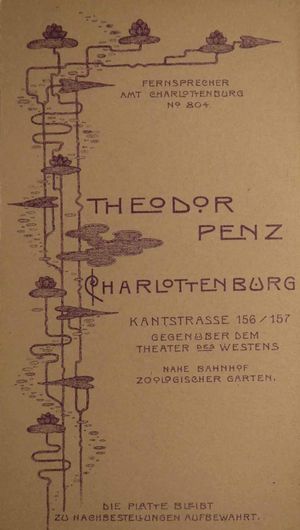 FERNSPRECHER
AMT CHARLOTTENBURG
No 804
THEODOR
PENZ
CHARLOTTENBURG
KANTSTRASSE 156/157
GEGENÜBER DEM
THEATER DES WESTENS
NAHE BAHNHOF
ZOOLOGISCHER GARTEN.
DIE PLATTE BLEIBT
ZU NACHBESTELLUNGEN AUFBEWAHRT.